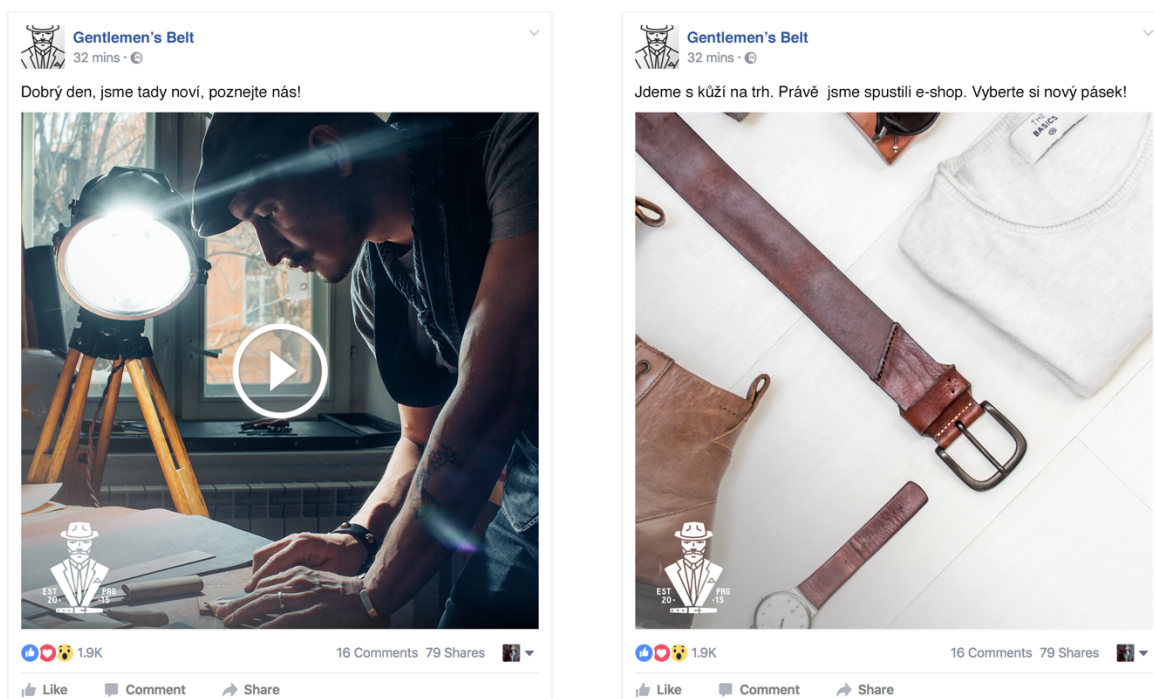 Gentlemen's Belt
32 mins ·
Dobrý den, jsme tady noví, poznejte nás!
EST PRG
20· ·15
1.9K
16 Comments 79 Shares
Like Comment Share
Gentlemen's Belt
32 mins ·
Jdeme s kůží na trh. Právě  jsme spustili e-shop. Vyberte si nový pásek!
THE
BASICS
EST PRG
20· ·15
1.9K
16 Comments 79 Shares
Like Comment Share